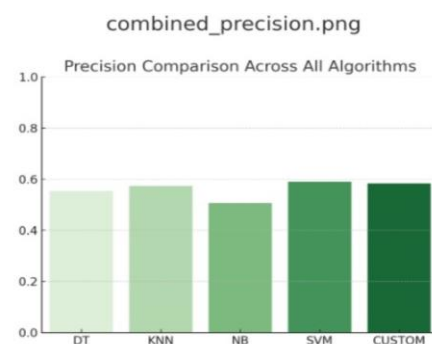 combined_precision.png
Precision Comparison Across All Algorithms
1.0
0.8
0.6
0.4
0.2
0.0
DT KNN NB SVM CUSTOM